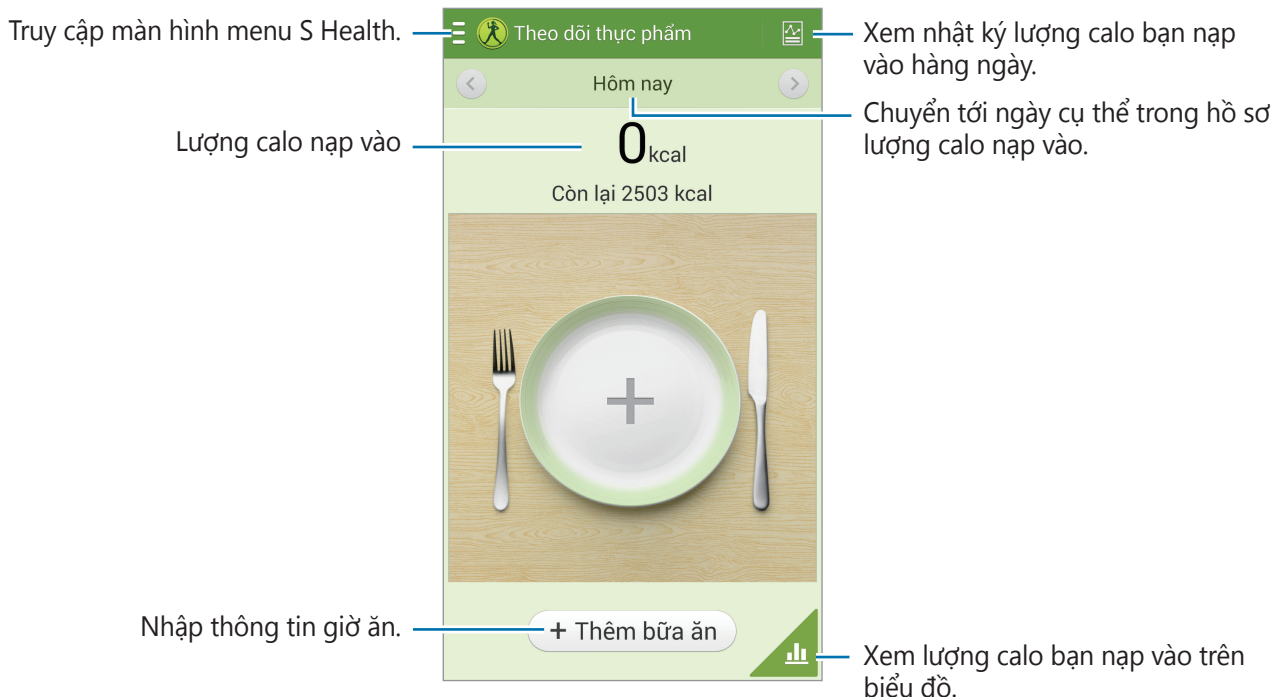 Truy cập màn hình menu S Health.
Theo dõi thực phẩm
Xem nhật ký lượng calo bạn nạp
vào hàng ngày.
Hôm nay
Chuyển tới ngày cụ thể trong hồ sơ
lượng calo nạp vào.
Lượng calo nạp vào
0 kcal
Còn lại 2503 kcal
Nhập thông tin giờ ăn.
+ Thêm bữa ăn
Xem lượng calo bạn nạp vào trên
biểu đồ.